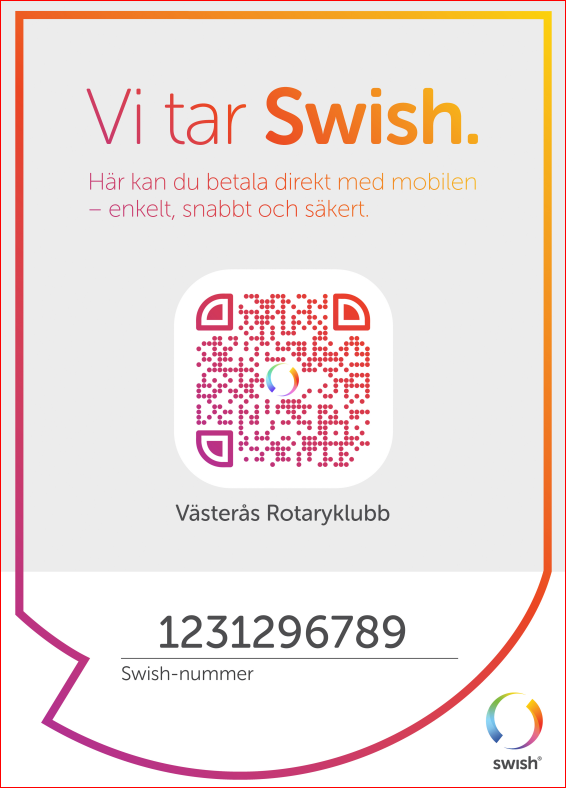 Vi tar Swish.
Här kan du betala direkt med mobilen
– enkelt, snabbt och säkert.
Västerås Rotaryklubb
1231296789
Swish-nummer
swish®